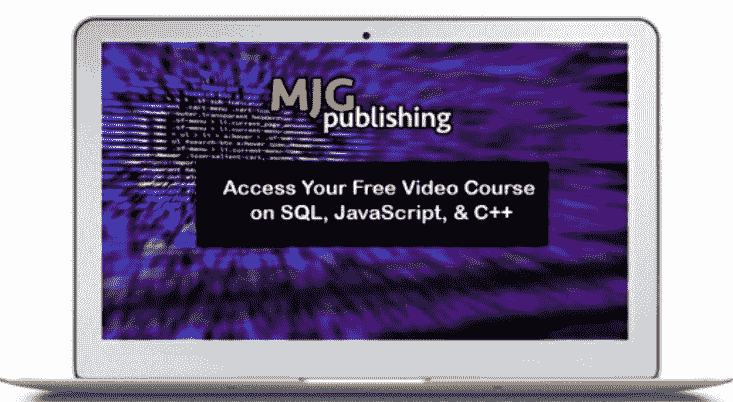 MJG
publishing
Access Your Free Video Course
on SQL, JavaScript, & C++